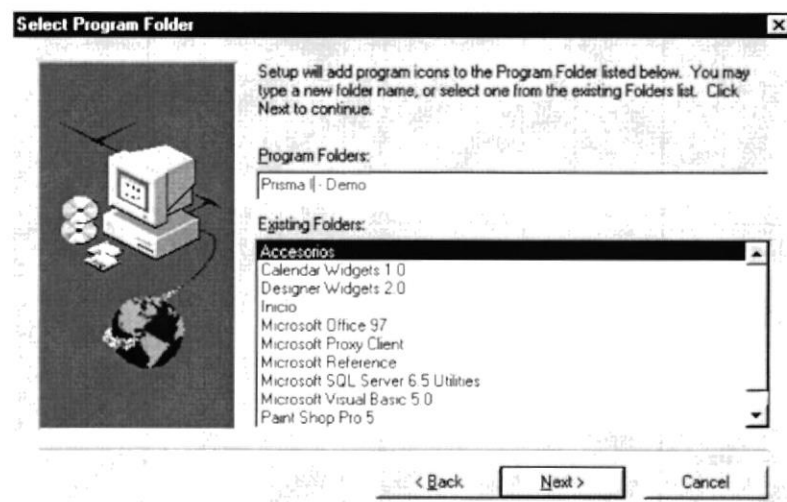 Select Program Folder
Setup will add program icons to the Program Folder listed below. You may
type a new folder name, or select one from the existing Folders list. Click
Next to continue.
Program Folders:
Prisma I - Demo
Existing Folders:
Accesorios
Calendar Widgets 1.0
Designer Widgets 2.0
Inicio
Microsoft Office 97
Microsoft Proxy Client
Microsoft Reference
Microsoft SQL Server 6.5 Utilities
Microsoft Visual Basic 5.0
Paint Shop Pro 5
< Back
Next >
Cancel